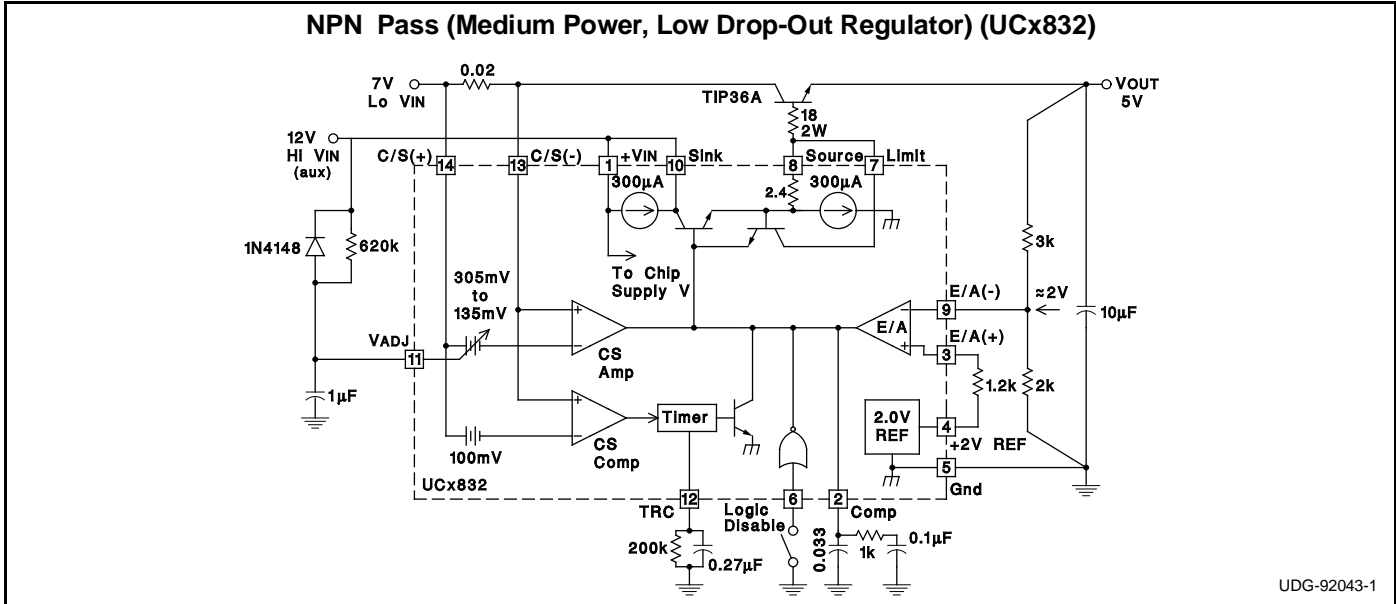 NPN Pass (Medium Power, Low Drop-Out Regulator) (UCx832)
7V
Lo VIN
0.02
TIP36A
VOUT
5V
18
2W
12V
HI VIN
(aux)
C/S(+)
14
13
C/S(-)
1
+VIN
10
Sink
8
Source
7
Limit
300µA
2.4
300µA
1N4148
620k
To Chip
Supply V
3k
305mV
to
135mV
E/A(-)
9
≈2V
10µF
E/A
E/A(+)
3
VADJ
11
CS
Amp
1.2k
2k
1µF
Timer
2.0V
REF
4
+2V REF
CS
Comp
100mV
5
Gnd
UCx832
12
TRC
6
Logic
Disable
2
Comp
200k
0.27µF
0.033
1k
0.1µF
UDG-92043-1